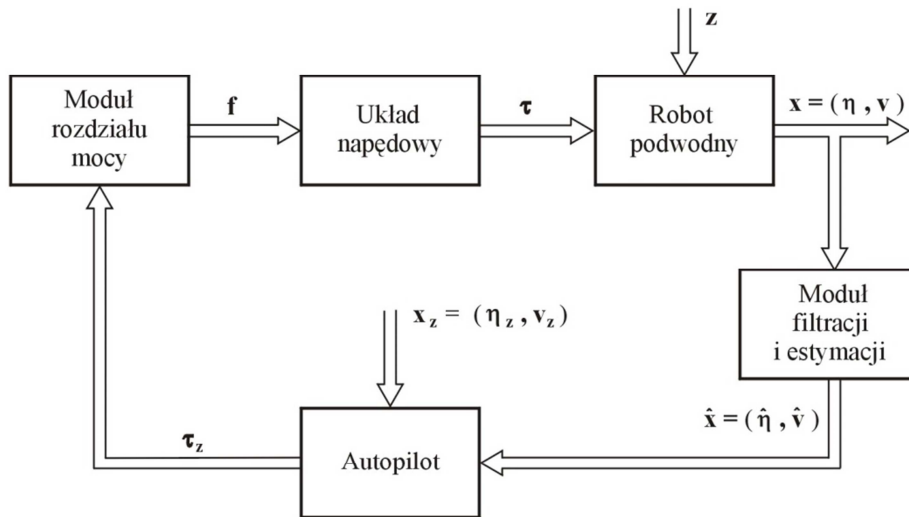 z
Moduł
rozdziału
mocy
f
Układ
napędowy
τ
Robot
podwodny
x = (η , v)
Moduł
filtracji
i estymacji
x_z = (η_z , v_z)
x̂ = (η̂ , v̂)
Autopilot
τ_z